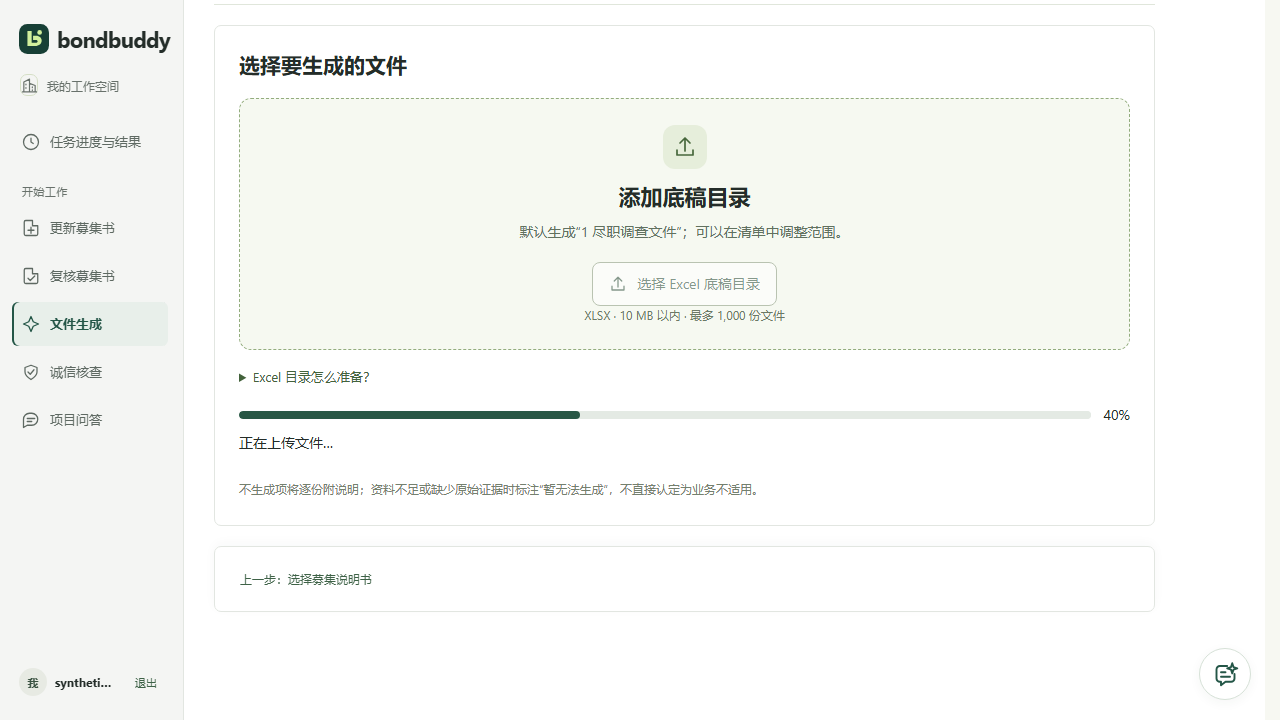 bondbuddy
我的工作空间
任务进度与结果
开始工作
更新募集书
复核募集书
文件生成
诚信核查
项目问答
我 syntheti... 退出
选择要生成的文件
添加底稿目录
默认生成“1 尽职调查文件”；可以在清单中调整范围。
选择 Excel 底稿目录
XLSX · 10 MB 以内 · 最多 1,000 份文件
Excel 目录怎么准备？
40%
正在上传文件...
不生成项将逐份附说明；资料不足或缺少原始证据时标注“暂无法生成”，不直接认定为业务不适用。
上一步：选择募集说明书